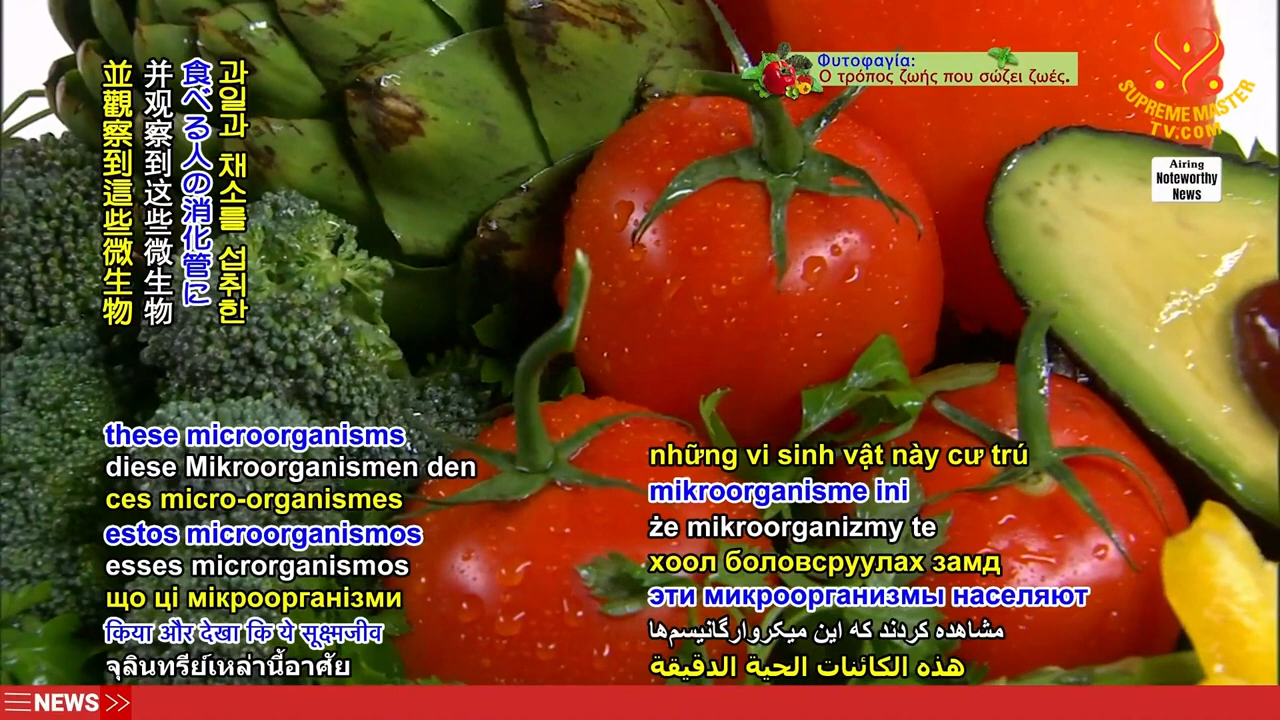 과일과 채소를 섭취한
食べる人の消化管に
并观察到这些微生物
並觀察到這些微生物
Φυτοφαγία:
Ο τρόπος ζωής που σώζει ζωές.
SUPREME MASTER
TV.COM
Airing
Noteworthy
News
these microorganisms
diese Mikroorganismen den
ces micro-organismes
estos microorganismos
esses microrganismos
що ці мікроорганізми
किया और देखा कि ये सूक्ष्मजीव
จุลินทรีย์เหล่านี้อาศัย
những vi sinh vật này cư trú
mikroorganisme ini
że mikroorganizmy te
хоол боловсруулах замд
эти микроорганизмы населяют
مشاهده کردند که این میکروارگانیسم‌ها
هذه الكائنات الحية الدقيقة
NEWS